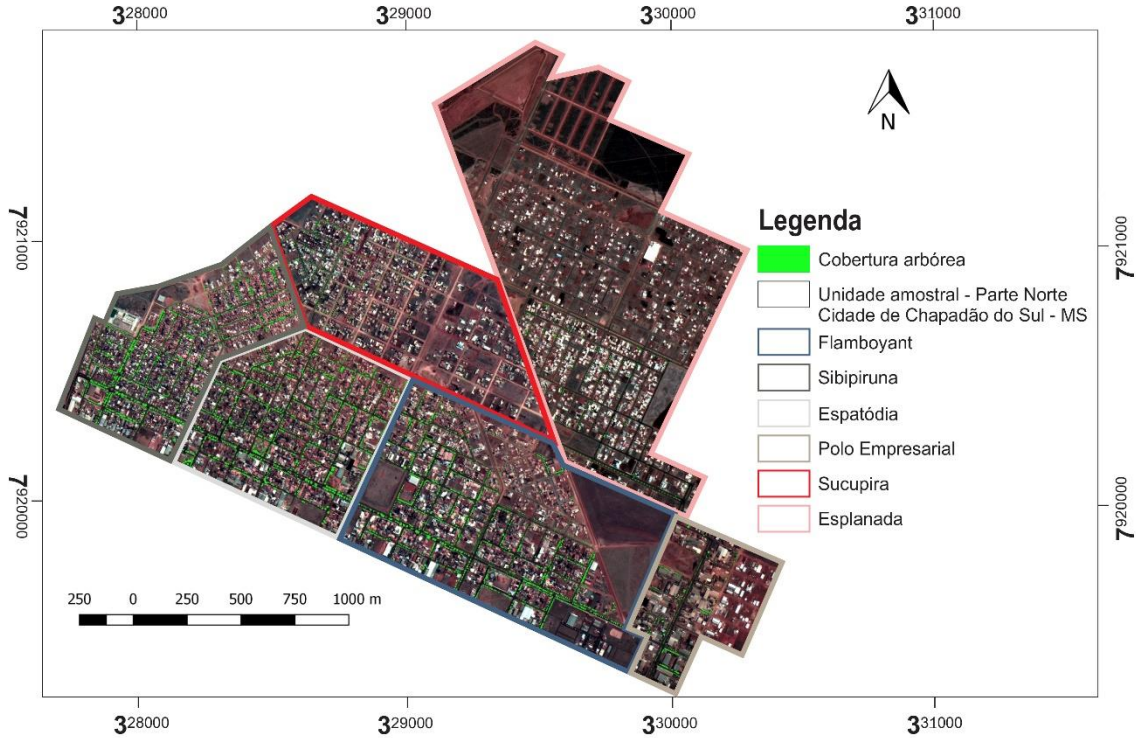 328000 329000 330000 331000
N
7921000
7920000
Legenda
Cobertura arbórea
Unidade amostral - Parte Norte
Cidade de Chapadão do Sul - MS
Flamboyant
Sibipiruna
Espatódia
Polo Empresarial
Sucupira
Esplanada
7921000
7920000
250 0 250 500 750 1000 m
328000 329000 330000 331000